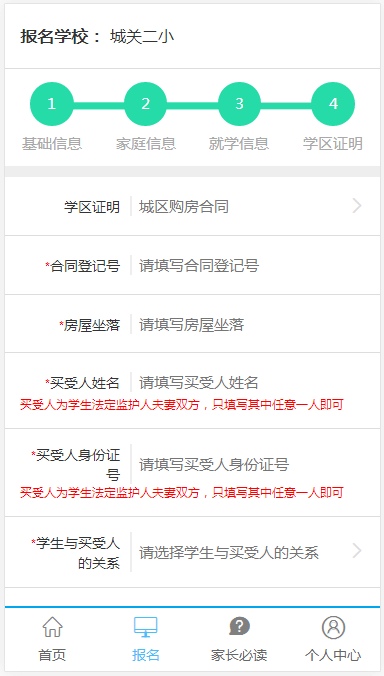 报名学校： 城关二小
1 2 3 4
基础信息 家庭信息 就学信息 学区证明
学区证明 城区购房合同
*合同登记号 请填写合同登记号
*房屋坐落 请填写房屋坐落
*买受人姓名 请填写买受人姓名
买受人为学生法定监护人夫妻双方，只填写其中任意一人即可
*买受人身份证
号 请填写买受人身份证号
买受人为学生法定监护人夫妻双方，只填写其中任意一人即可
*学生与买受人
的关系 请选择学生与买受人的关系
首页 报名 家长必读 个人中心